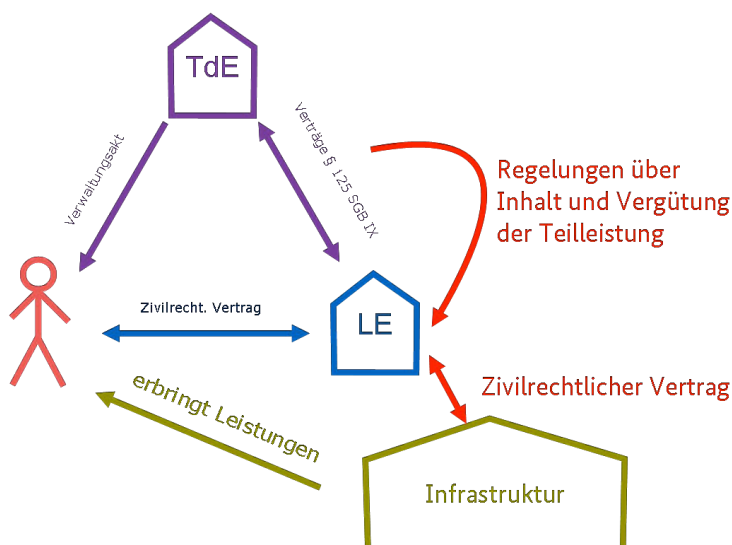 TdE
Verwaltungsakt
Verträge § 125 SGB IX
Regelungen über
Inhalt und Vergütung
der Teilleistung
Zivilrecht. Vertrag
LE
erbringt Leistungen
Zivilrechtlicher Vertrag
Infrastruktur